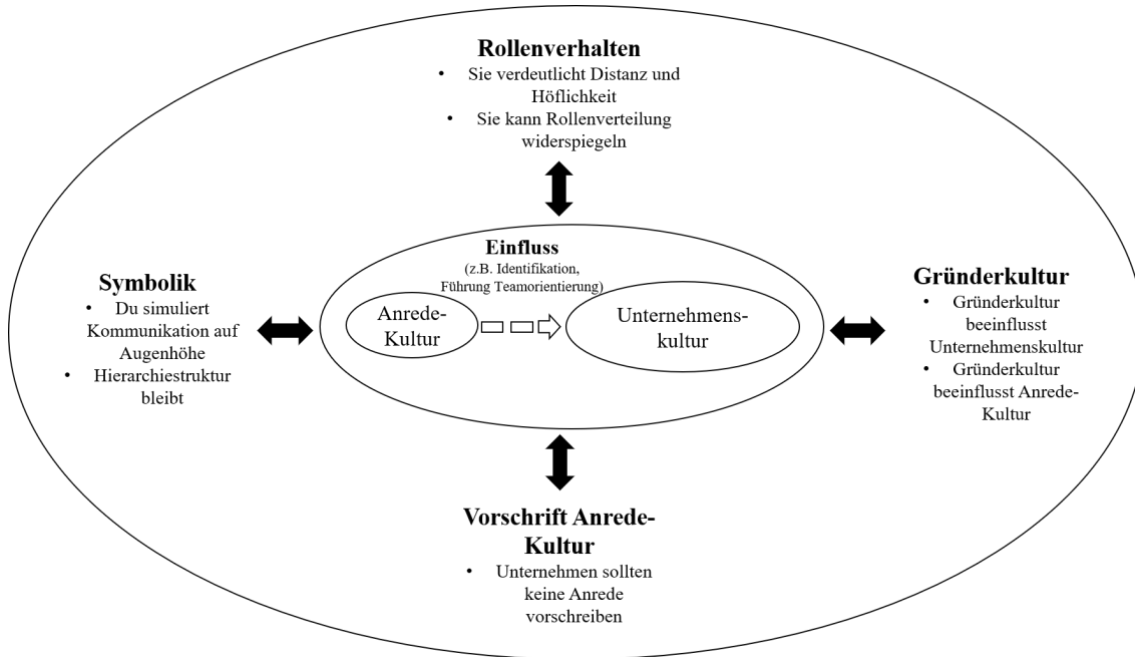 Rollenverhalten
• Sie verdeutlicht Distanz und
Höflichkeit
• Sie kann Rollenverteilung
widerspiegeln
Einfluss
(z.B. Identifikation,
Führung Teamorientierung)
Anrede-
Kultur
Unternehmens-
kultur
Symbolik
• Du simuliert
Kommunikation auf
Augenhöhe
• Hierarchiestruktur
bleibt
Gründerkultur
• Gründerkultur
beeinflusst
Unternehmenskultur
• Gründerkultur
beeinflusst Anrede-
Kultur
Vorschrift Anrede-
Kultur
• Unternehmen sollten
keine Anrede
vorschreiben